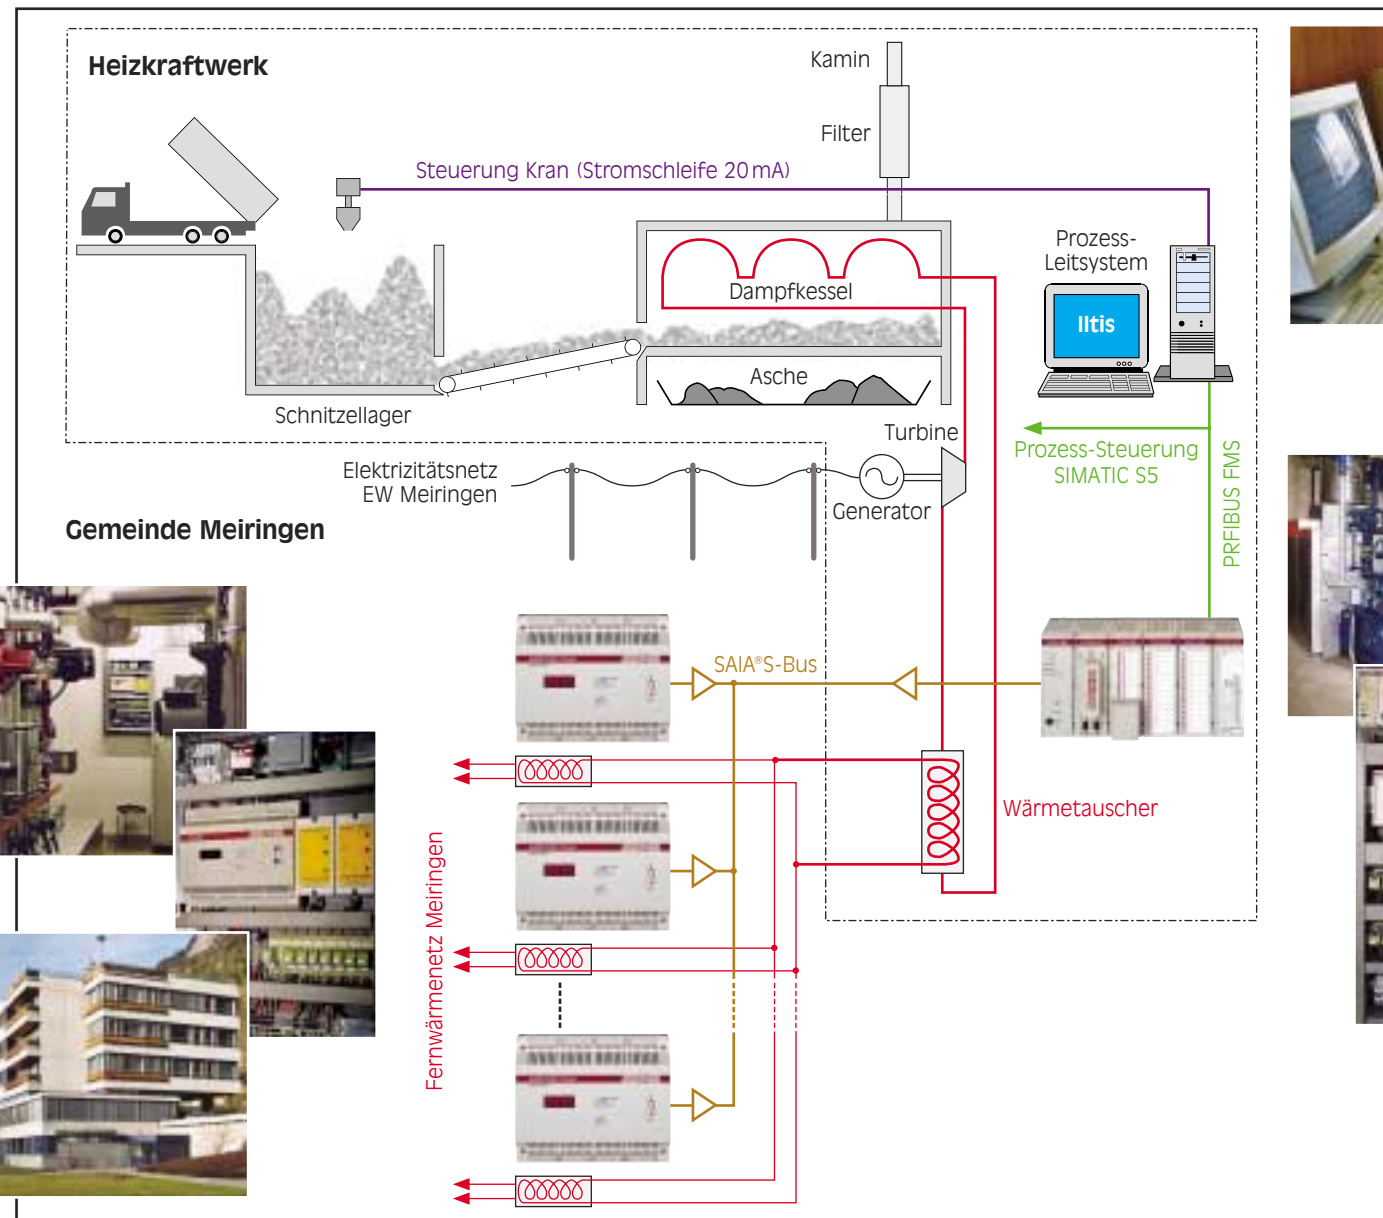 Heizkraftwerk
Kamin
Filter
Steuerung Kran (Stromschleife 20 mA)
Prozess-
Leitsystem
Iltis
Dampfkessel
Asche
Schnitzellager
Turbine
Prozess-Steuerung
SIMATIC S5
PRFIBUS FMS
Elektrizitätsnetz
EW Meiringen
Generator
Gemeinde Meiringen
SAIA®S-Bus
Wärmetauscher
Fernwärmenetz Meiringen